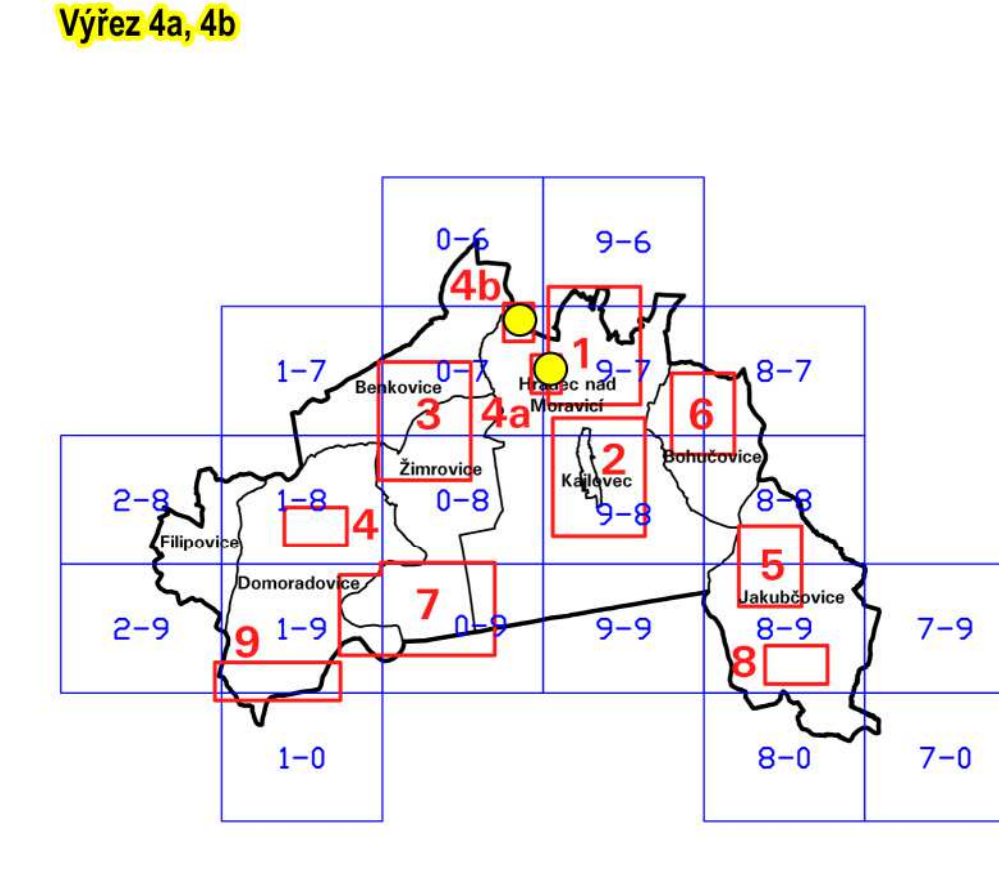 Výřez 4a, 4b
0-6
9-6
4b
1-7
0-7
1
9-7
8-7
Benkovice
Hradec nad
Moravicí
3
4a
6
Žimrovice
Kajlovec
2
Bohučovice
2-8
1-8
0-8
9-8
8-8
4
Filipovice
5
Domoradovice
7
Jakubčovice
2-9
9
1-9
0-9
9-9
8-9
7-9
8
1-0
8-0
7-0